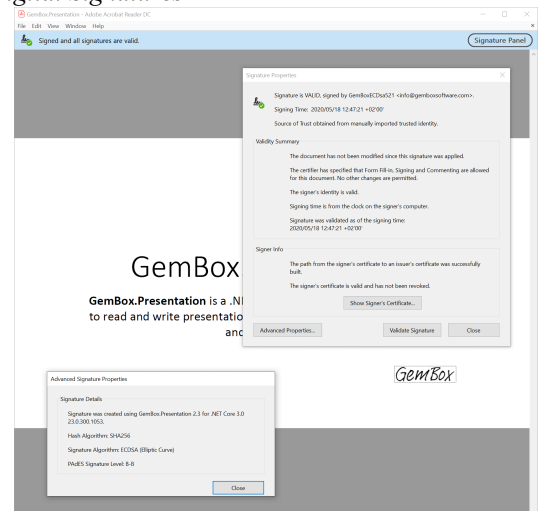 Digital Signatures
GemBox.Presentation - Adobe Acrobat Reader DC
File Edit View Window Help
Signed and all signatures are valid.
Signature Panel
Signature Properties
Signature is VALID, signed by GemBoxECDsa521 <info@gemboxsoftware.com>.
Signing Time: 2020/05/18 12:47:21 +02'00'
Source of Trust obtained from manually imported trusted identity.
Validity Summary
The document has not been modified since this signature was applied.
The certifier has specified that Form Fill-in, Signing and Commenting are allowed
for this document. No other changes are permitted.
The signer's identity is valid.
Signing time is from the clock on the signer's computer.
Signature was validated as of the signing time:
2020/05/18 12:47:21 +02'00'
Signer Info
The path from the signer's certificate to an issuer's certificate was successfully
built.
The signer's certificate is valid and has not been revoked.
Show Signer's Certificate...
Advanced Properties...
Validate Signature
Close
GemBox
GemBox.Presentation is a .N
to read and write presentatio
and
GemBox
Advanced Signature Properties
Signature Details
Signature was created using GemBox.Presentation 2.3 for .NET Core 3.0
23.0.300.1053.
Hash Algorithm: SHA256
Signature Algorithm: ECDSA (Elliptic Curve)
PAdES Signature Level: B-B
Close